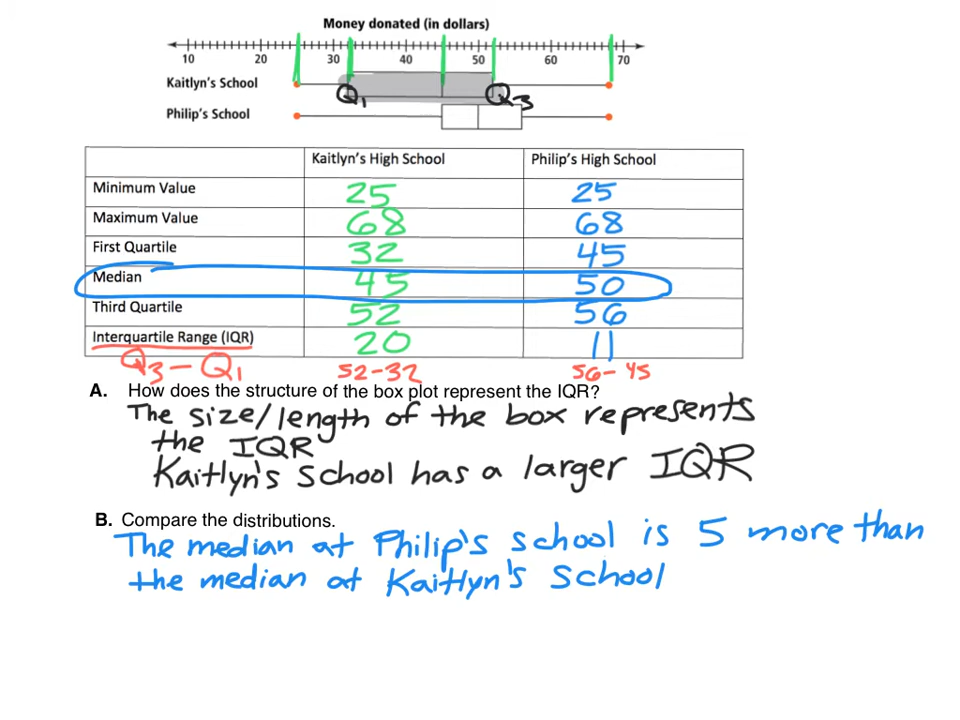 Money donated (in dollars)
10 20 30 40 50 60 70
Kaitlyn's School
Q1 Q3
Philip's School
Kaitlyn's High School Philip's High School
Minimum Value 25 25
Maximum Value 68 68
First Quartile 32 45
Median 45 50
Third Quartile 52 56
Interquartile Range (IQR) 20 11
Q3 - Q1 52-32 56-45
A. How does the structure of the box plot represent the IQR?
The size/length of the box represents
the IQR
Kaitlyn's School has a larger IQR
B. Compare the distributions.
The median at Philip's school is 5 more than
the median at Kaitlyn's School